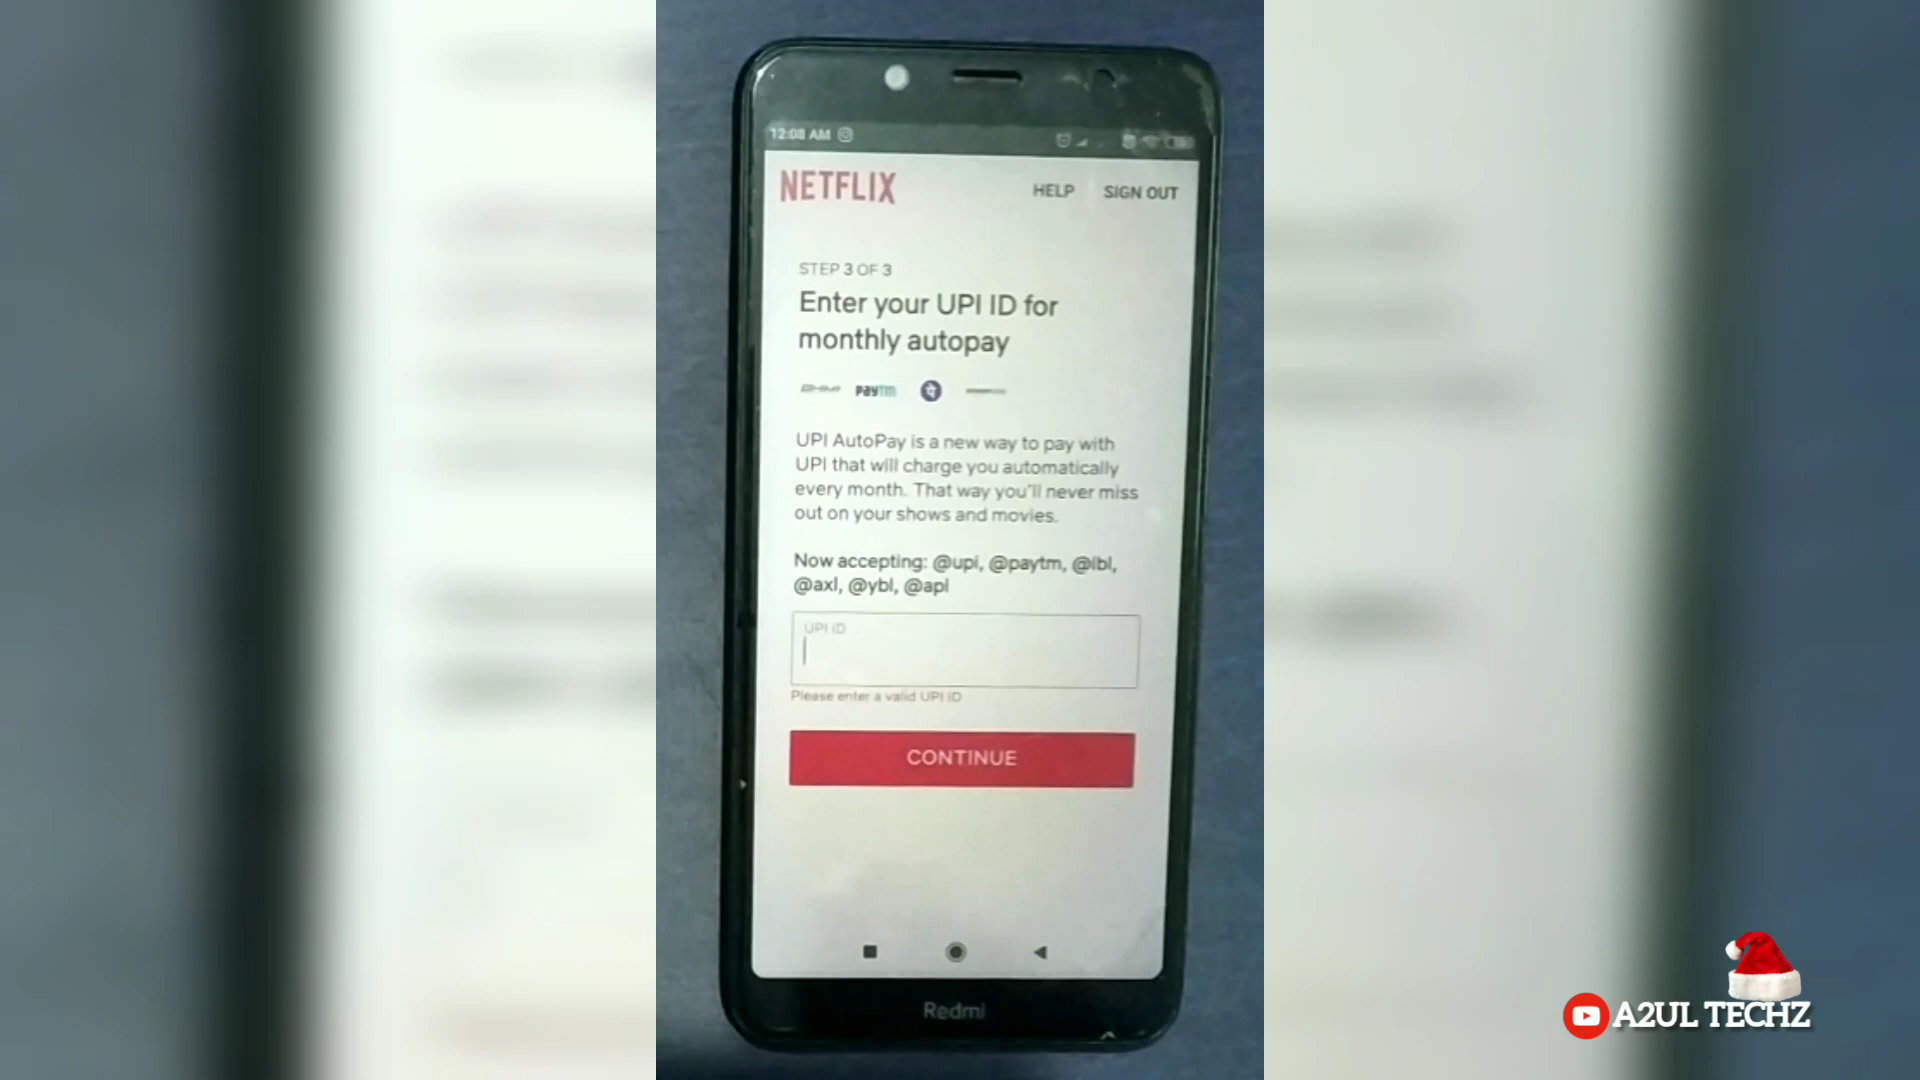 12:08 AM
NETFLIX
HELP
SIGN OUT
STEP 3 OF 3
Enter your UPI ID for
monthly autopay
paytm
UPI AutoPay is a new way to pay with
UPI that will charge you automatically
every month. That way you'll never miss
out on your shows and movies.
Now accepting: @upi, @paytm, @ibl,
@axl, @ybl, @apl
UPI ID
Please enter a valid UPI ID
CONTINUE
Redmi
A2UL TECHZ